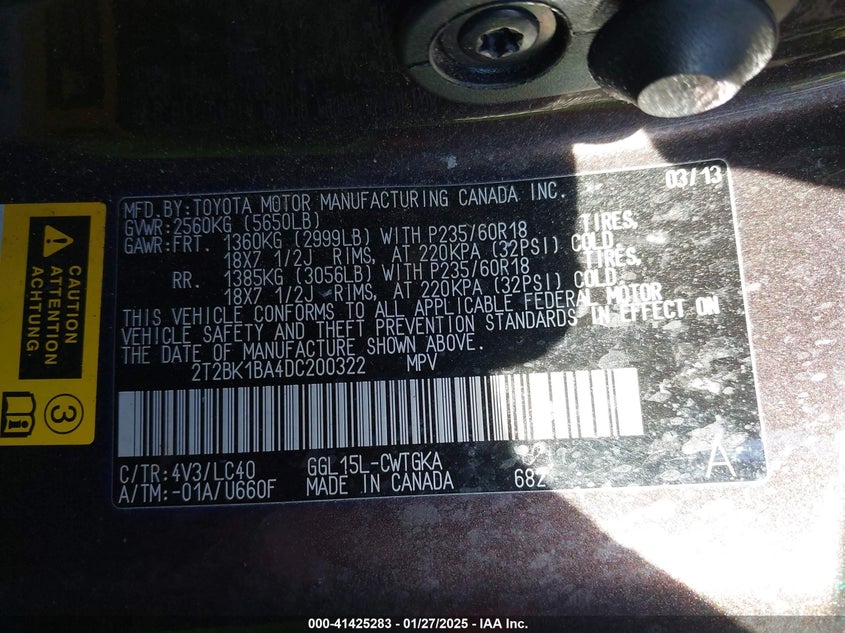 MFD.BY:TOYOTA MOTOR MANUFACTURING CANADA INC. 03/13
GVWR:2560KG (5650LB)
GAWR:FRT. 1360KG (2999LB) WITH P235/60R18 TIRES,
18X7 1/2J RIMS, AT 220KPA (32PSI) COLD.
RR. 1385KG (3056LB) WITH P235/60R18 TIRES,
18X7 1/2J RIMS, AT 220KPA (32PSI) COLD.
THIS VEHICLE CONFORMS TO ALL APPLICABLE FEDERAL MOTOR
VEHICLE SAFETY AND THEFT PREVENTION STANDARDS IN EFFECT ON
THE DATE OF MANUFACTURE SHOWN ABOVE.
2T2BK1BA4DC200322 MPV
C/TR:4V3/LC40 GGL15L-CWTGKA
A/TM:-01A/U660F MADE IN CANADA 682 A
CAUTION
ATTENTION
ACHTUNG
3
000-41425283 - 01/27/2025 - IAA Inc.